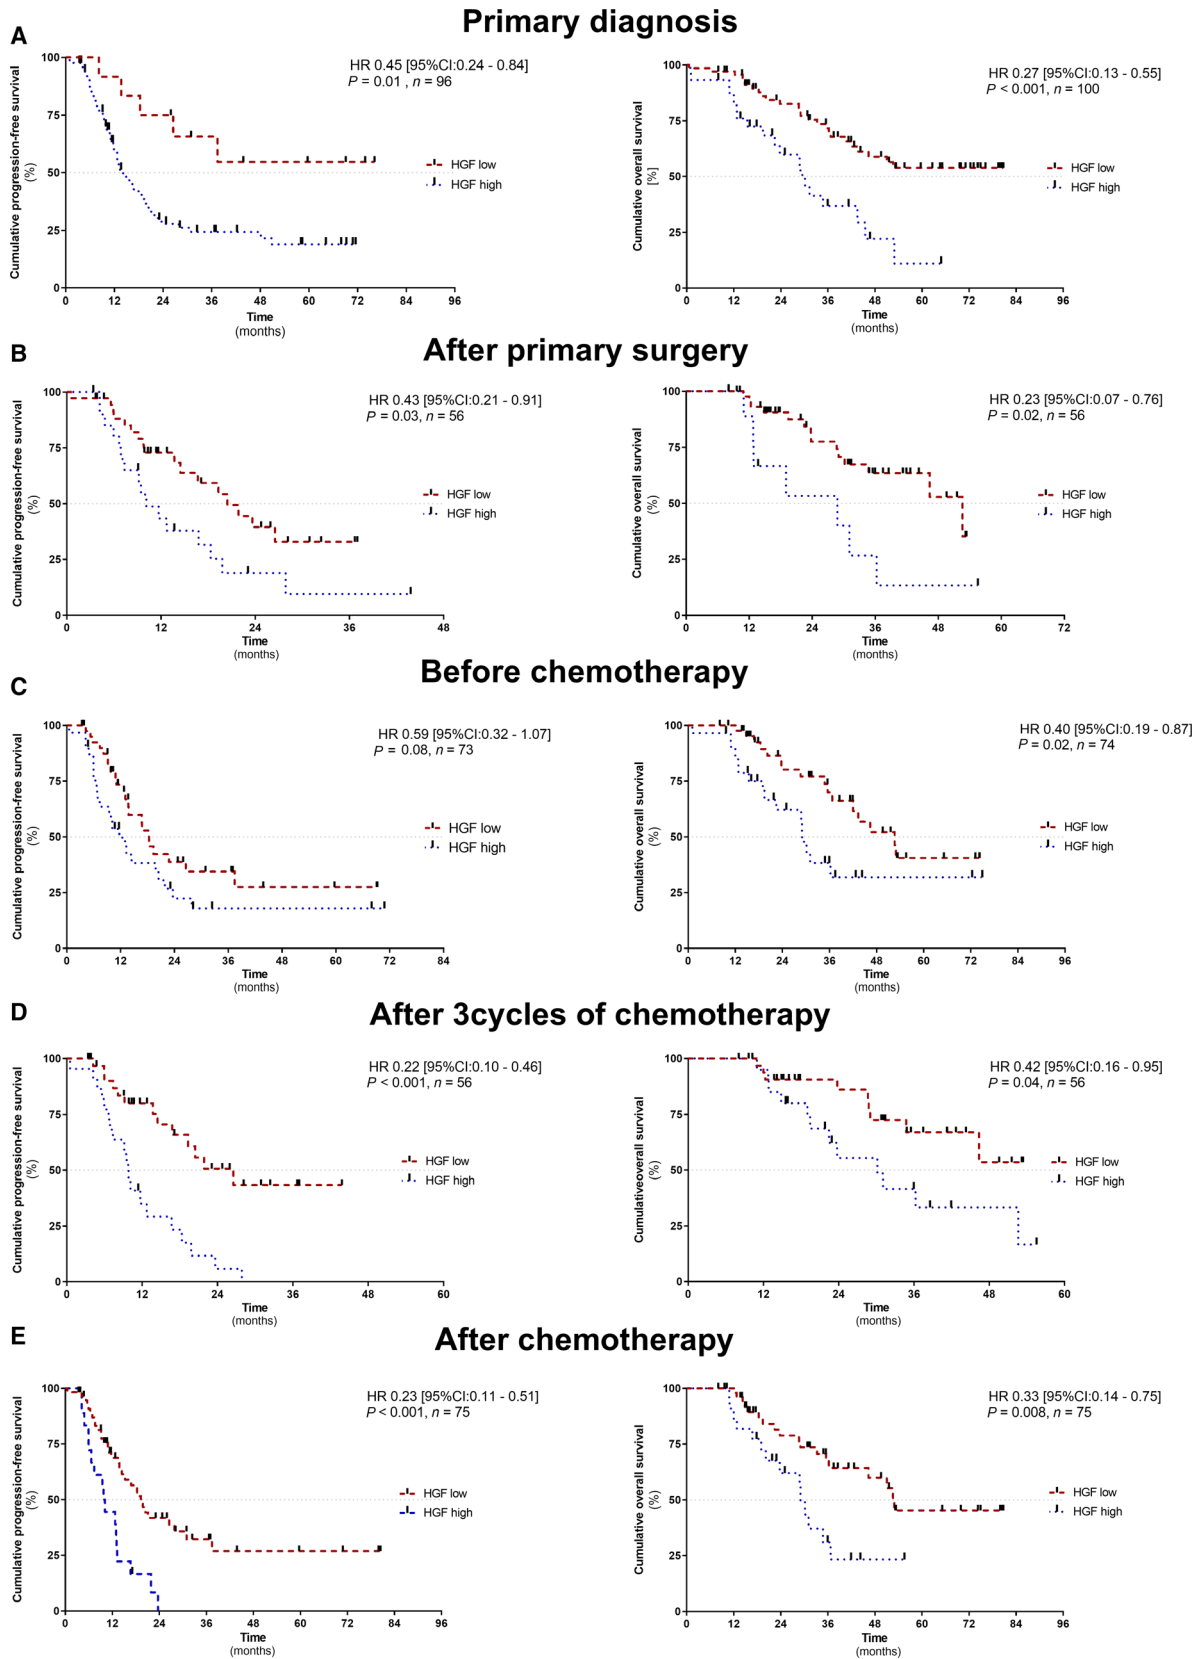 Primary diagnosis
A
HR 0.45 [95%CI:0.24 - 0.84]
P = 0.01 , n = 96
Cumulative progression-free survival
(%)
100
75
50
25
0
HGF low
HGF high
0 12 24 36 48 60 72 84 96
Time
(months)
HR 0.27 [95%CI:0.13 - 0.55]
P < 0.001, n = 100
Cumulative overall survival
[%]
100
75
50
25
0
HGF low
HGF high
0 12 24 36 48 60 72 84 96
Time
(months)
B
After primary surgery
HR 0.43 [95%CI:0.21 - 0.91]
P = 0.03, n = 56
Cumulative progression-free survival
(%)
100
75
50
25
0
HGF low
HGF high
0 12 24 36 48
Time
(months)
HR 0.23 [95%CI:0.07 - 0.76]
P = 0.02, n = 56
Cumulative overall survival
(%)
100
75
50
25
0
HGF low
HGF high
0 12 24 36 48 60 72
Time
(months)
C
Before chemotherapy
HR 0.59 [95%CI:0.32 - 1.07]
P = 0.08, n = 73
Cumulative progression-free survival
(%)
100
75
50
25
0
HGF low
HGF high
0 12 24 36 48 60 72 84
Time
(months)
HR 0.40 [95%CI:0.19 - 0.87]
P = 0.02, n = 74
Cumulative overall survival
(%)
100
75
50
25
0
HGF low
HGF high
0 12 24 36 48 60 72 84 96
Time
(months)
D
After 3cycles of chemotherapy
HR 0.22 [95%CI:0.10 - 0.46]
P < 0.001, n = 56
Cumulative progression-free survival
(%)
100
75
50
25
0
HGF low
HGF high
0 12 24 36 48 60
Time
(months)
HR 0.42 [95%CI:0.16 - 0.95]
P = 0.04, n = 56
Cumulativeoverall survival
(%)
100
75
50
25
0
HGF low
HGF high
0 12 24 36 48 60
Time
(months)
E
After chemotherapy
HR 0.23 [95%CI:0.11 - 0.51]
P < 0.001, n = 75
Cumulative progression-free survival
(%)
100
75
50
25
0
HGF low
HGF high
0 12 24 36 48 60 72 84 96
Time
(months)
HR 0.33 [95%CI:0.14 - 0.75]
P = 0.008, n = 75
Cumulative overall survival
(%)
100
75
50
25
0
HGF low
HGF high
0 12 24 36 48 60 72 84 96
Time
(months)